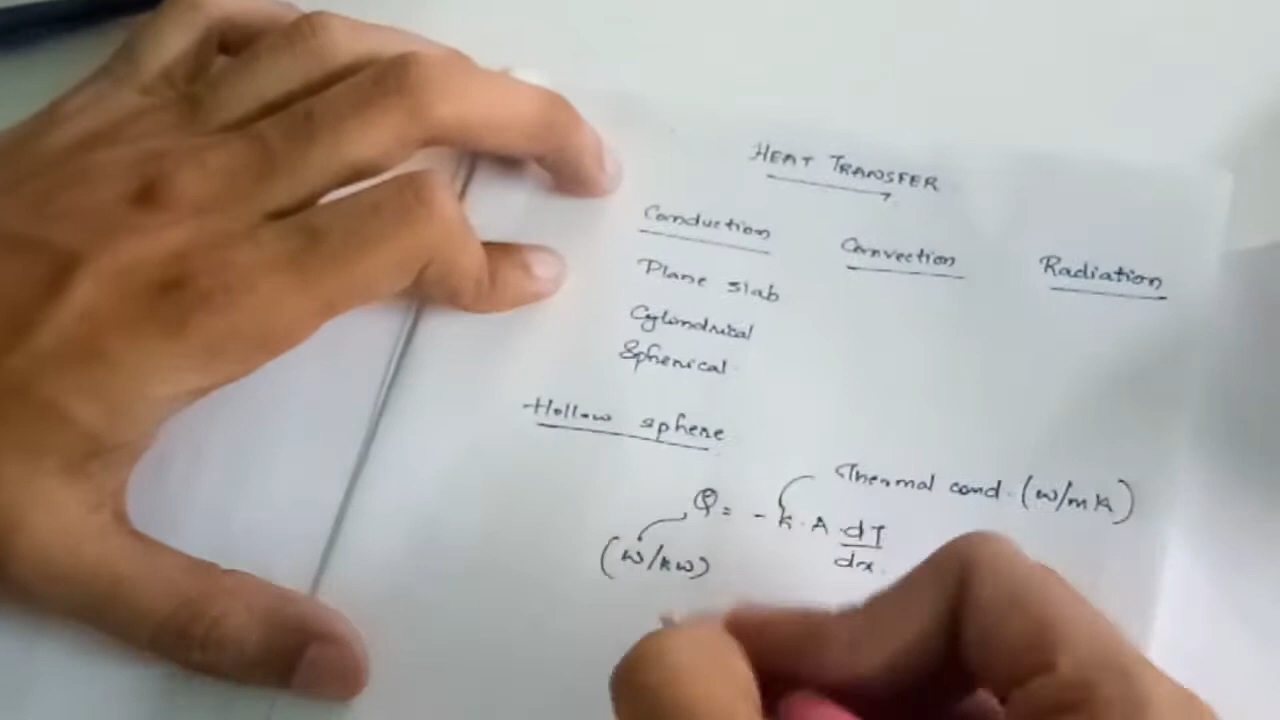 HEAT TRANSFER
Conduction Convection Radiation
Plane slab
Cylindrical
Spherical
Hollow sphere
Thermal cond. (W/mK)
Q = - k. A. dT/dx.
(W/kW)